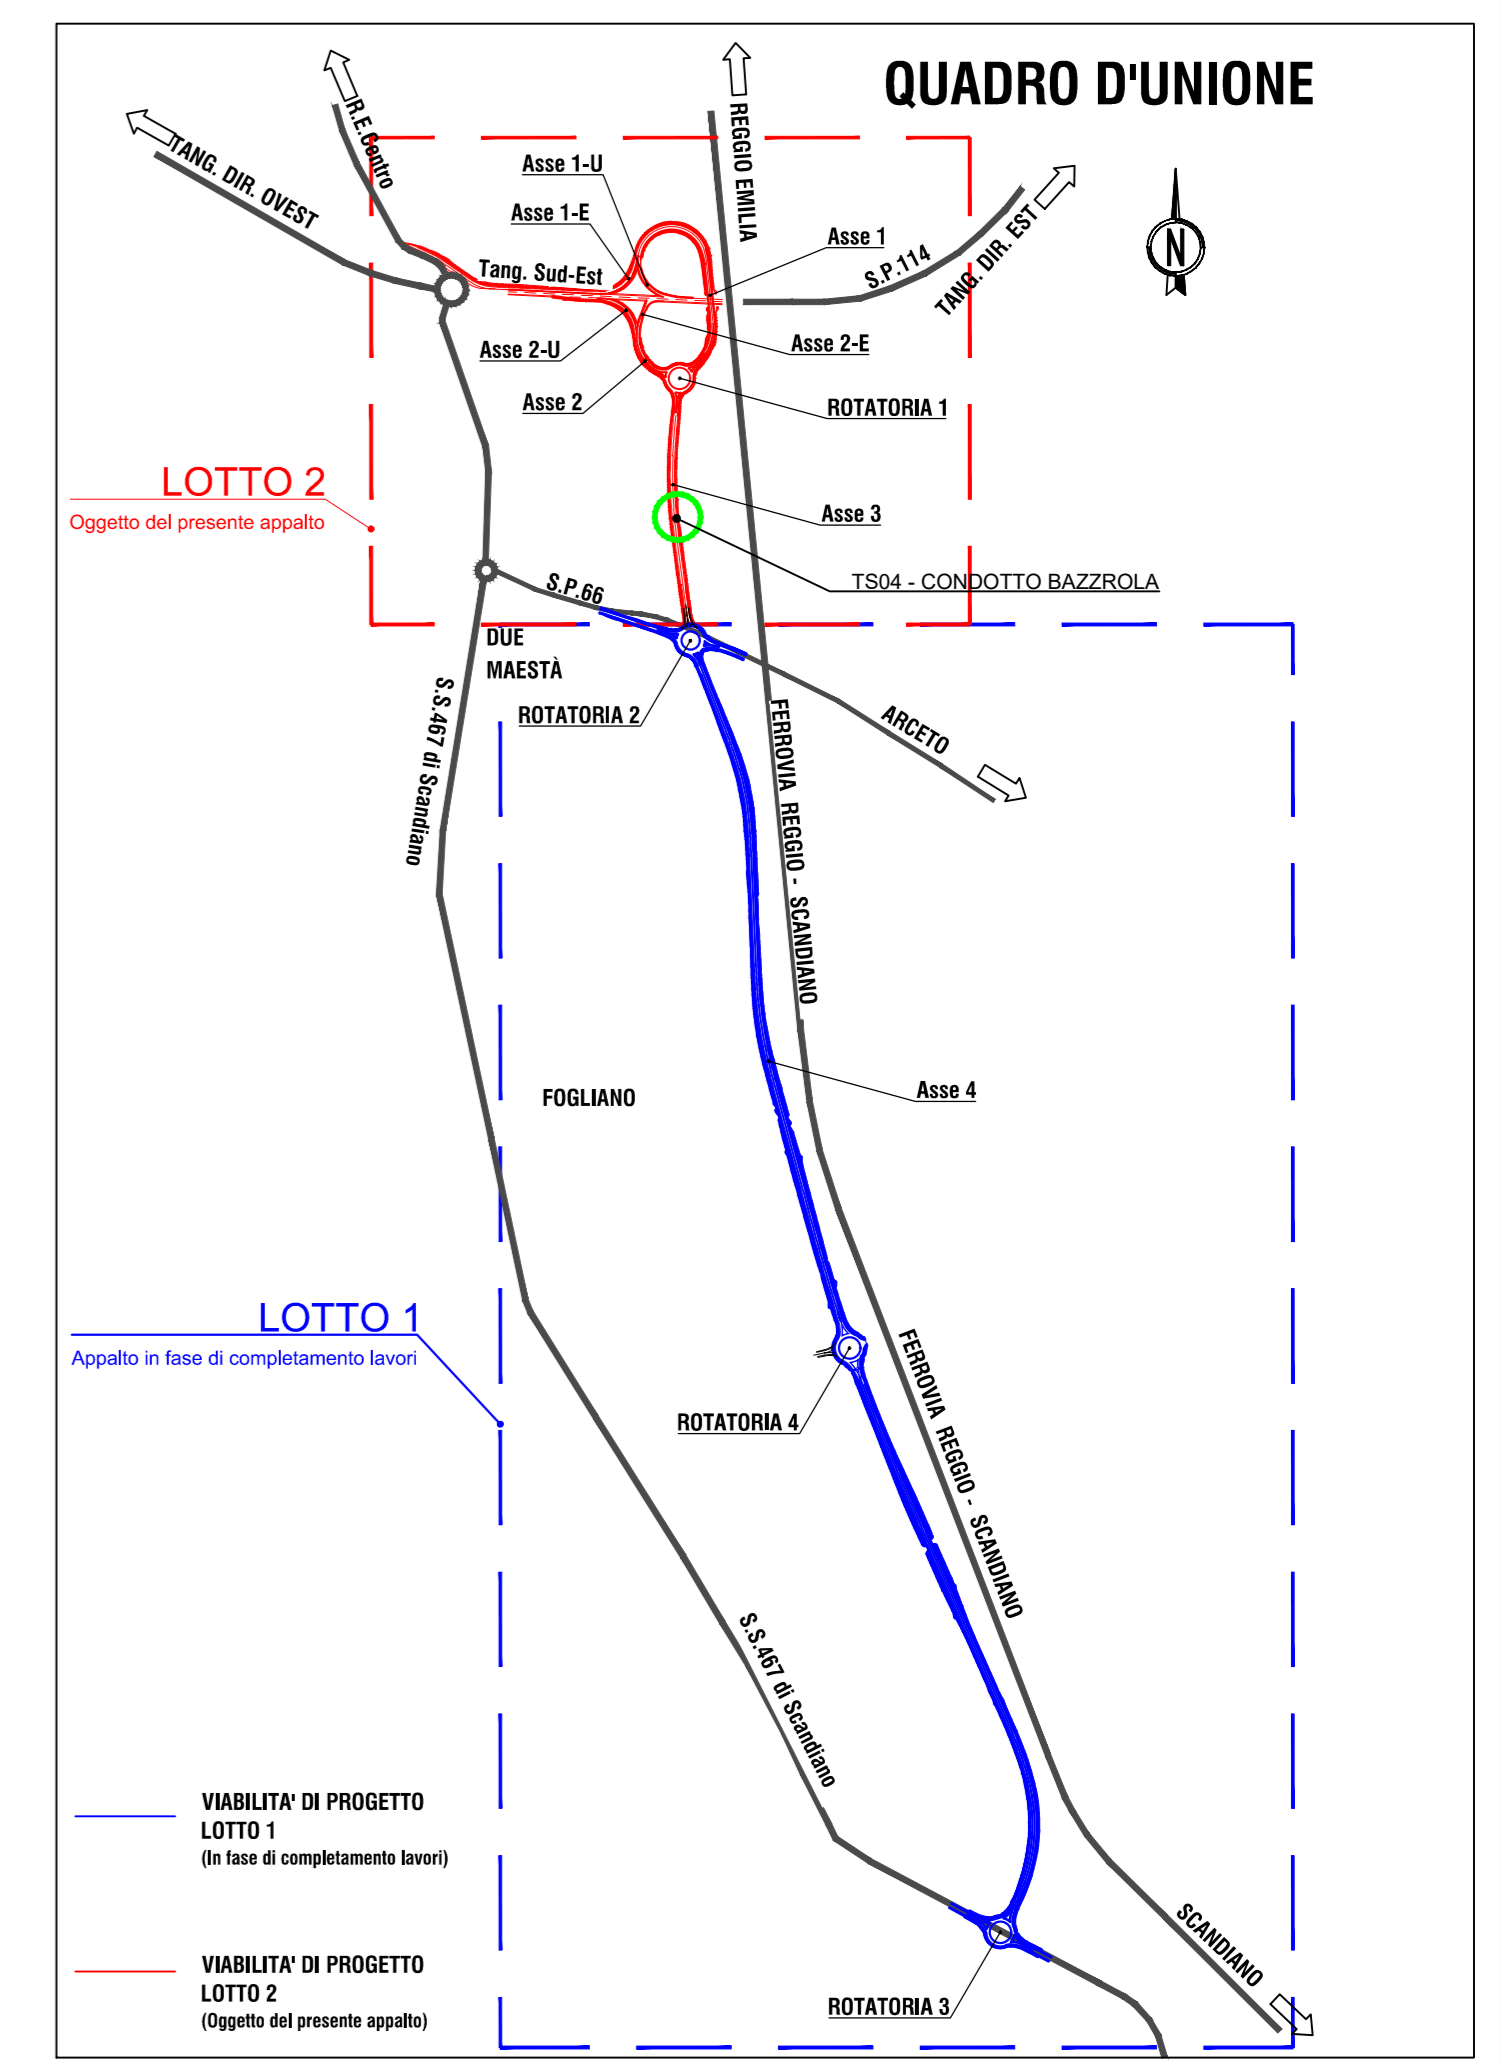 QUADRO D'UNIONE
R.E.Centro
TANG. DIR. OVEST
REGGIO EMILIA
Asse 1-U
Asse 1-E
Asse 1
S.P.114
TANG. DIR. EST
N
Tang. Sud-Est
Asse 2-U
Asse 2-E
Asse 2
ROTATORIA 1
LOTTO 2
Oggetto del presente appalto
Asse 3
TS04 - CONDOTTO BAZZROLA
S.P.66
DUE
MAESTÀ
S.S.467 di Scandiano
ROTATORIA 2
ARCETO
FERROVIA REGGIO - SCANDIANO
Asse 4
FOGLIANO
LOTTO 1
Appalto in fase di completamento lavori
FERROVIA REGGIO - SCANDIANO
ROTATORIA 4
S.S.467 di Scandiano
VIABILITA' DI PROGETTO
LOTTO 1
(In fase di completamento lavori)
SCANDIANO
VIABILITA' DI PROGETTO
LOTTO 2
(Oggetto del presente appalto)
ROTATORIA 3